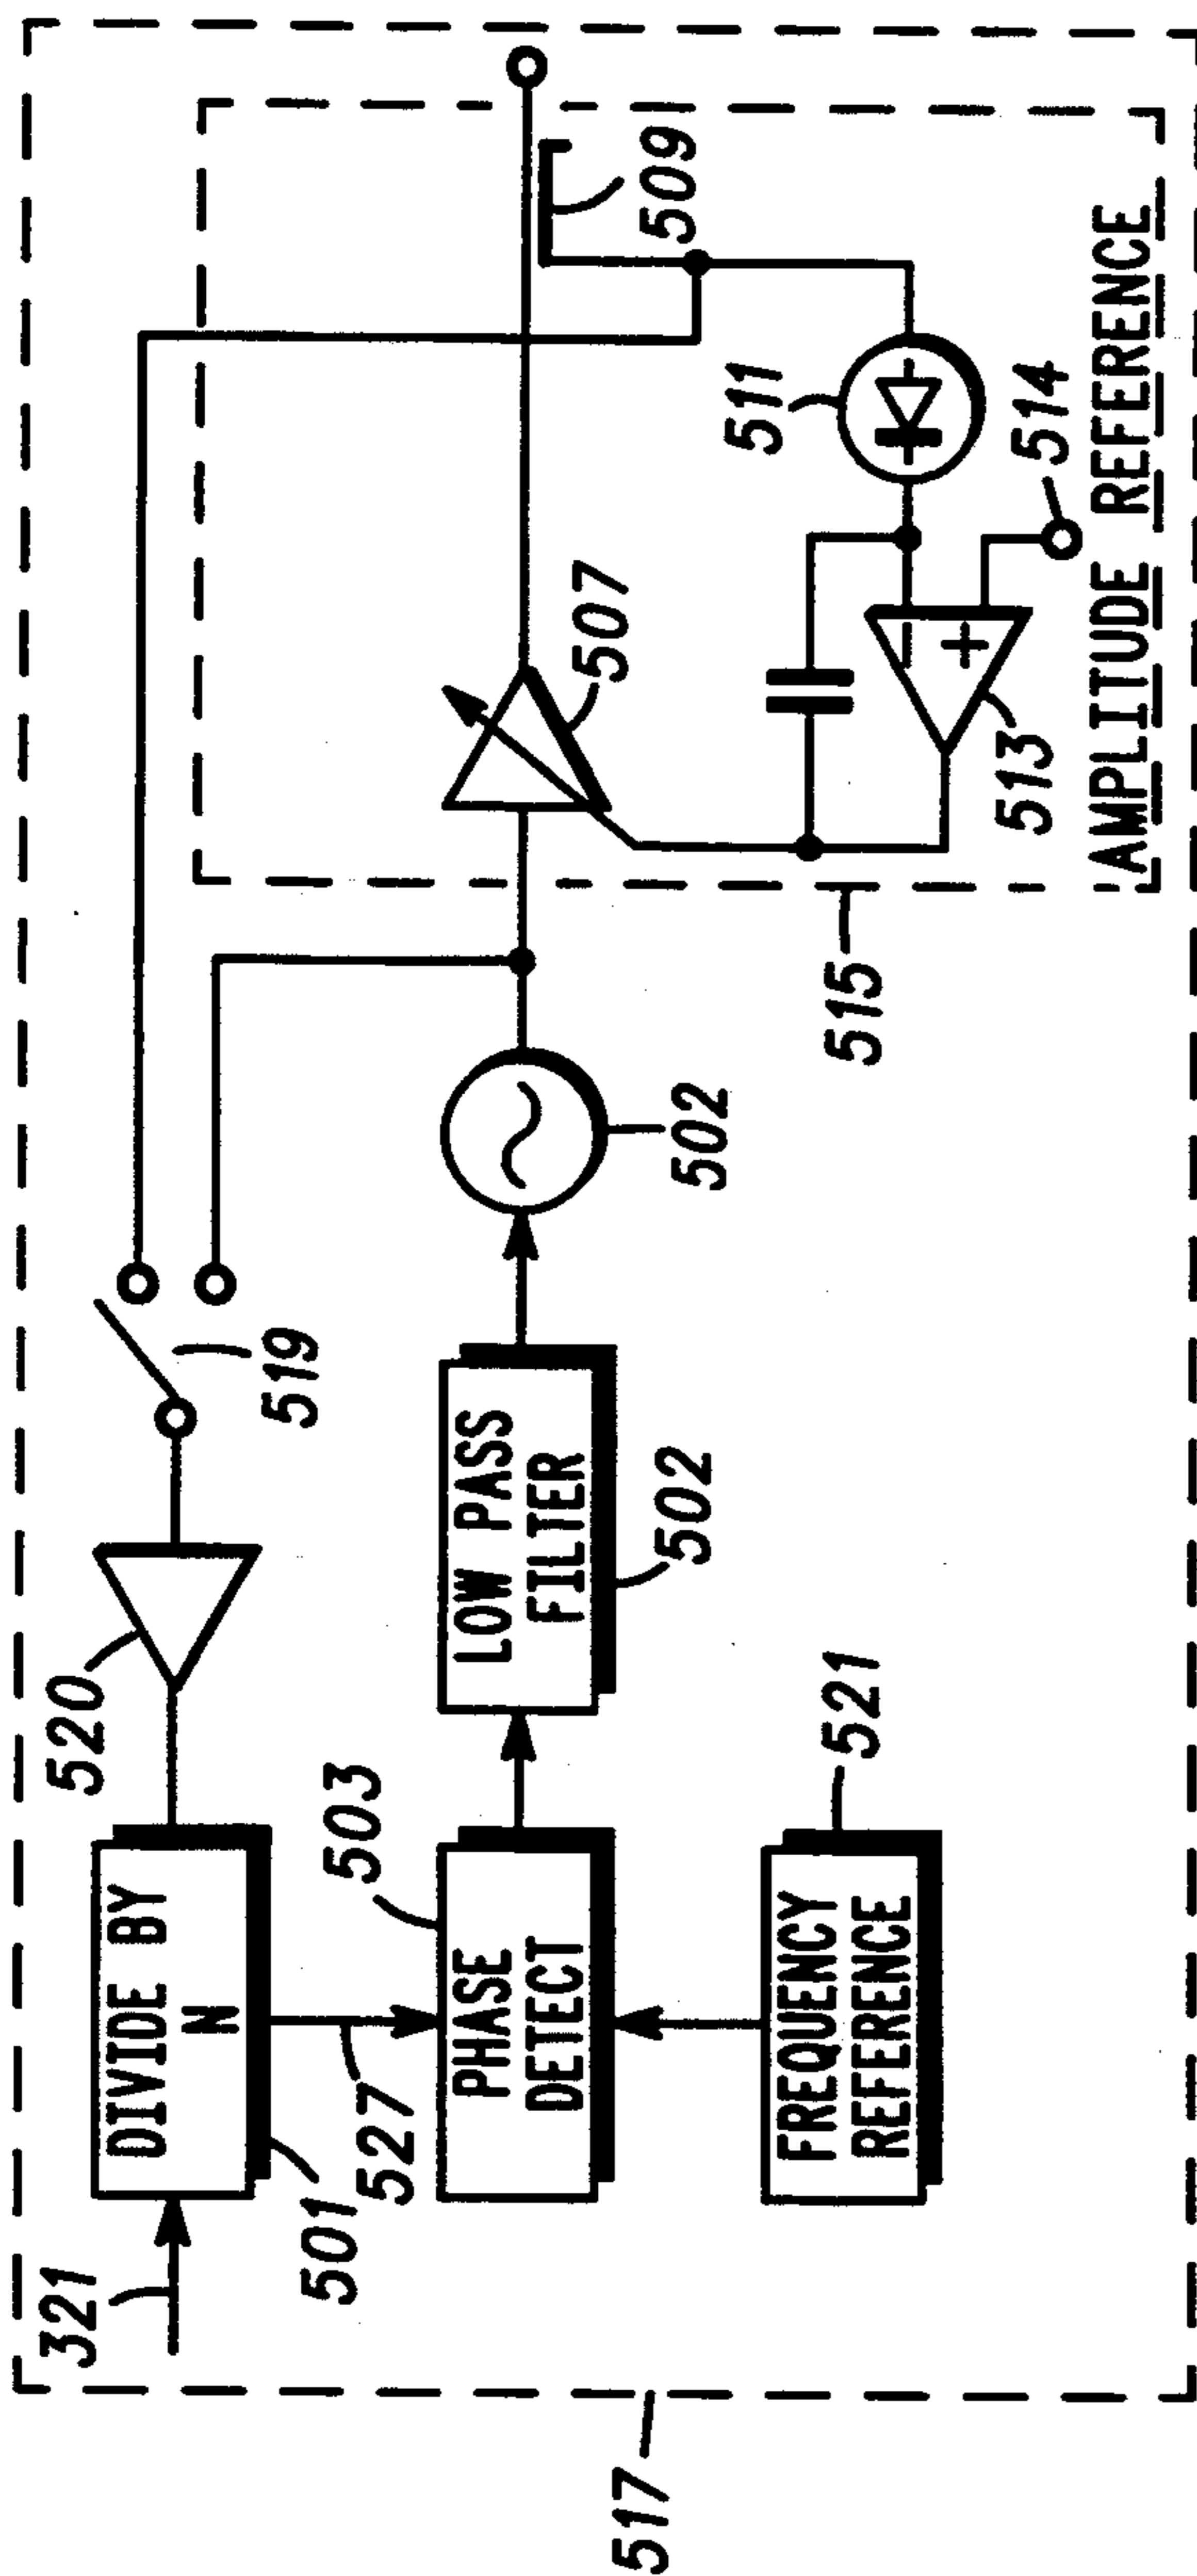 321
DIVIDE BY
N
501
527
520
519
503
PHASE
DETECT
LOW PASS
FILTER
502
502
507
509
511
FREQUENCY
REFERENCE
521
515
513
− +
514
AMPLITUDE REFERENCE
517